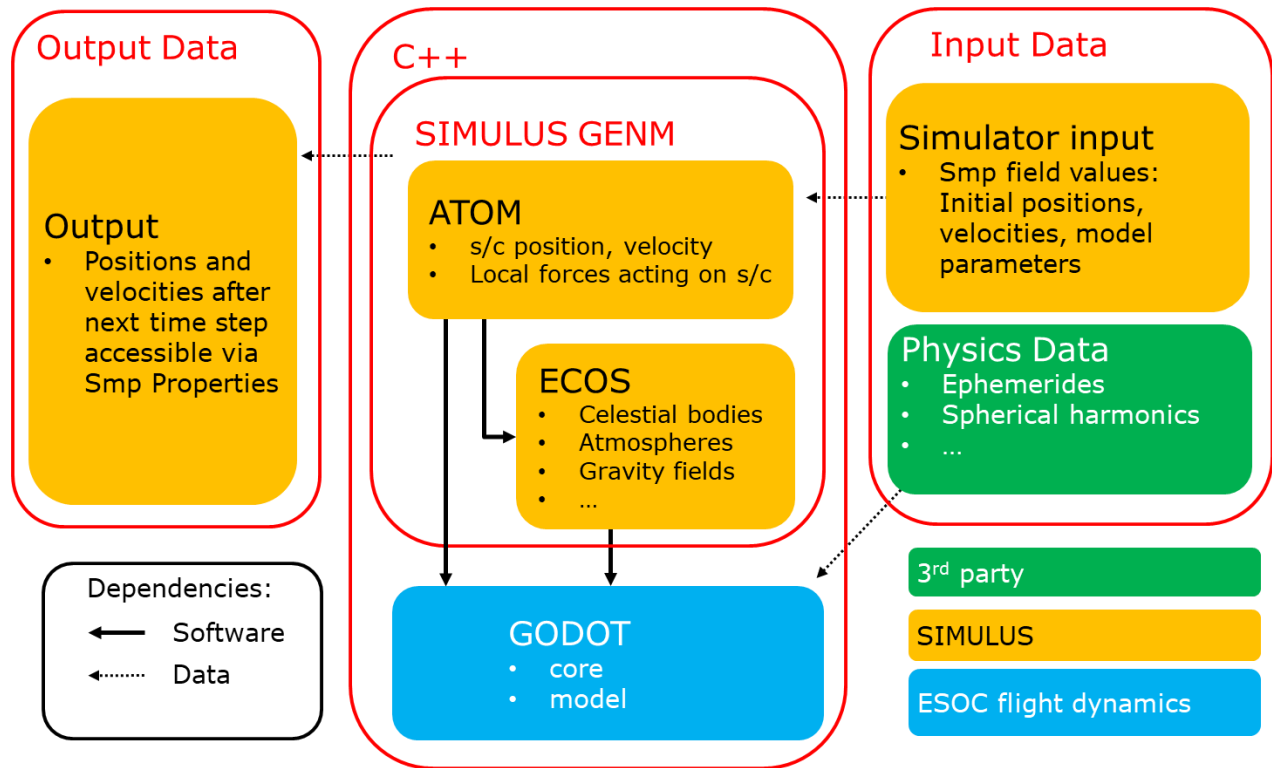 Output Data
Output
• Positions and
velocities after
next time step
accessible via
Smp Properties
C++
SIMULUS GENM
ATOM
• s/c position, velocity
• Local forces acting on s/c
ECOS
• Celestial bodies
• Atmospheres
• Gravity fields
• ...
GODOT
• core
• model
Input Data
Simulator input
• Smp field values:
Initial positions,
velocities, model
parameters
Physics Data
• Ephemerides
• Spherical harmonics
• ...
Dependencies:
Software
Data
3rd party
SIMULUS
ESOC flight dynamics